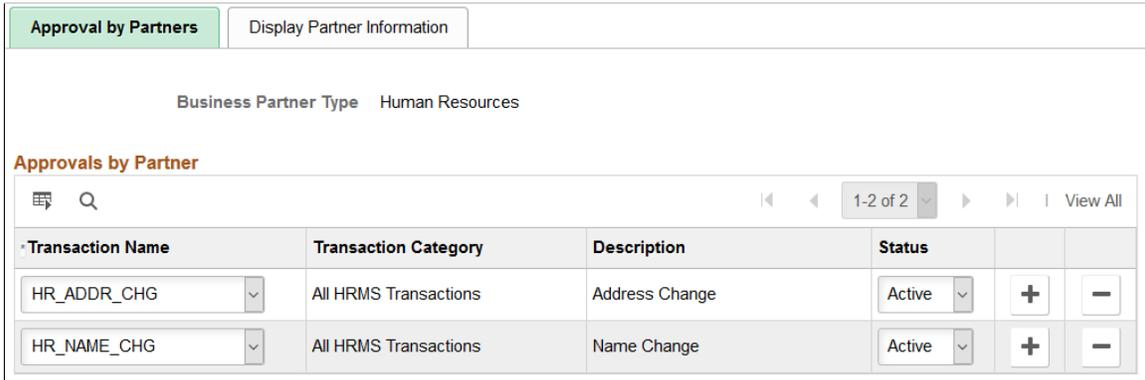 Approval by Partners Display Partner Information
Business Partner Type Human Resources
Approvals by Partner
1-2 of 2 View All
*Transaction Name Transaction Category Description Status
HR_ADDR_CHG All HRMS Transactions Address Change Active
HR_NAME_CHG All HRMS Transactions Name Change Active